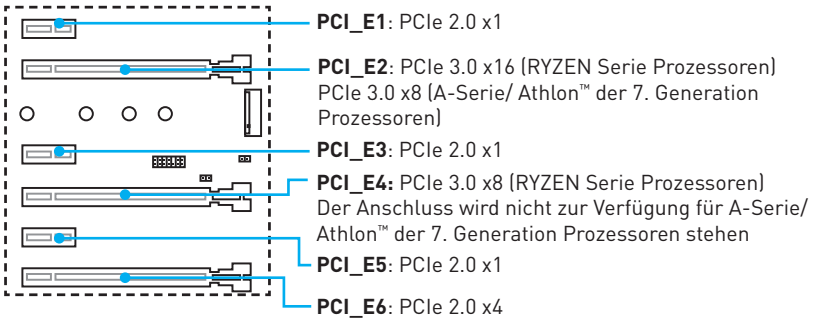 PCI_E1: PCIe 2.0 x1
PCI_E2: PCIe 3.0 x16 (RYZEN Serie Prozessoren)
PCIe 3.0 x8 (A-Serie/ Athlon™ der 7. Generation
Prozessoren)
PCI_E3: PCIe 2.0 x1
PCI_E4: PCIe 3.0 x8 (RYZEN Serie Prozessoren)
Der Anschluss wird nicht zur Verfügung für A-Serie/
Athlon™ der 7. Generation Prozessoren stehen
PCI_E5: PCIe 2.0 x1
PCI_E6: PCIe 2.0 x4